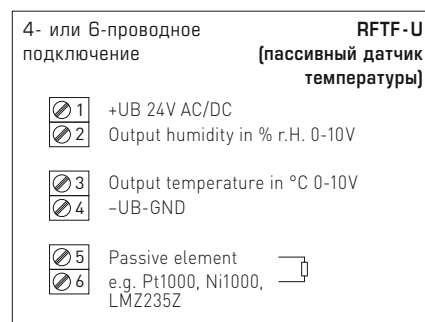 4- или 6-проводное
подключение
RFTF-U
(пассивный датчик
температуры)
1 +UB 24V AC/DC
2 Output humidity in % r.H. 0-10V
3 Output temperature in °C 0-10V
4 –UB-GND
5 Passive element
6 e.g. Pt1000, Ni1000,
LMZ235Z